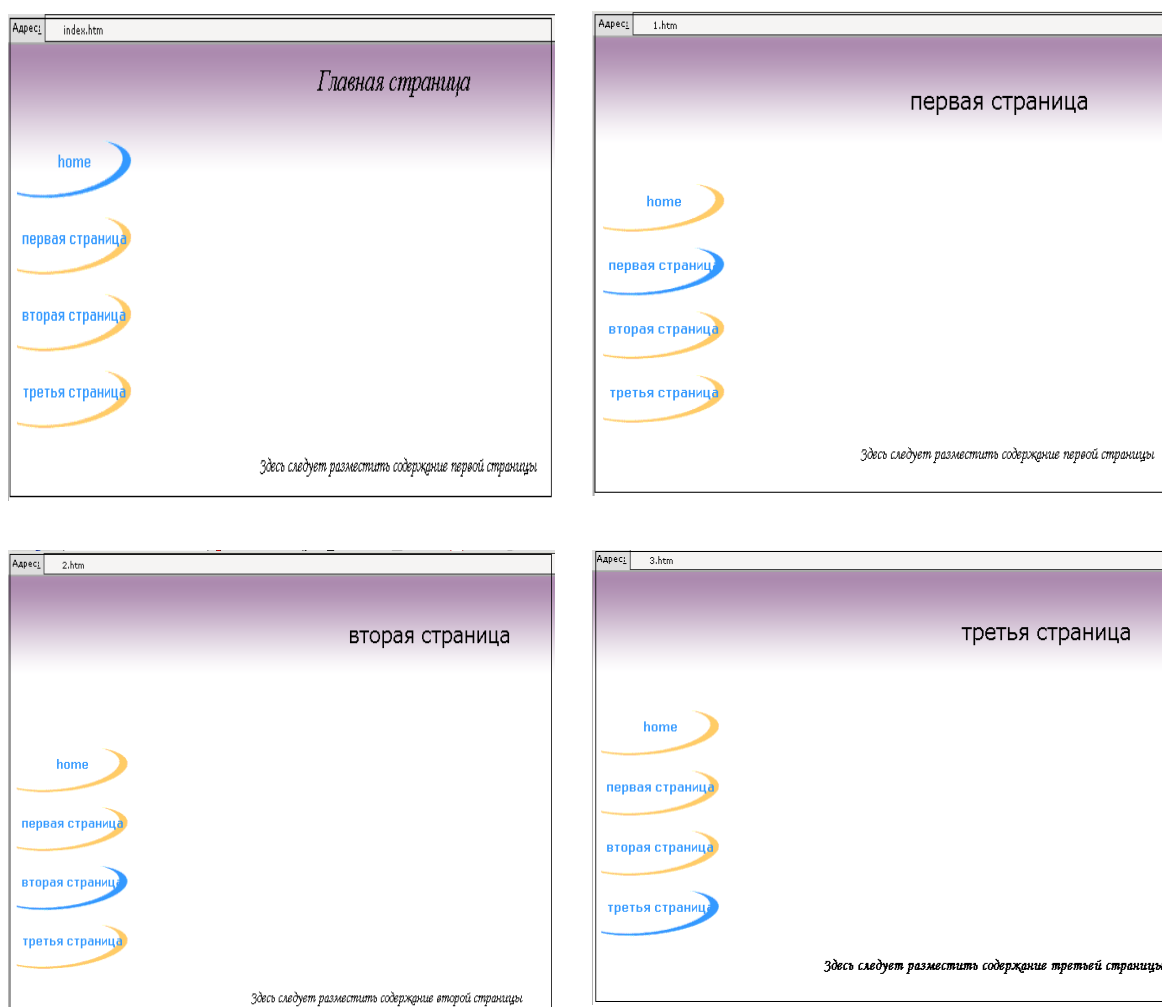 Адрес: index.htm
Главная страница
home
первая страница
вторая страница
третья страница
Здесь следует разместить содержание первой страницы
Адрес: 1.htm
первая страница
home
первая страница
вторая страница
третья страница
Здесь следует разместить содержание первой страницы
Адрес: 2.htm
вторая страница
home
первая страница
вторая страница
третья страница
Здесь следует разместить содержание второй страницы
Адрес: 3.htm
третья страница
home
первая страница
вторая страница
третья страница
Здесь следует разместить содержание третьей страницы